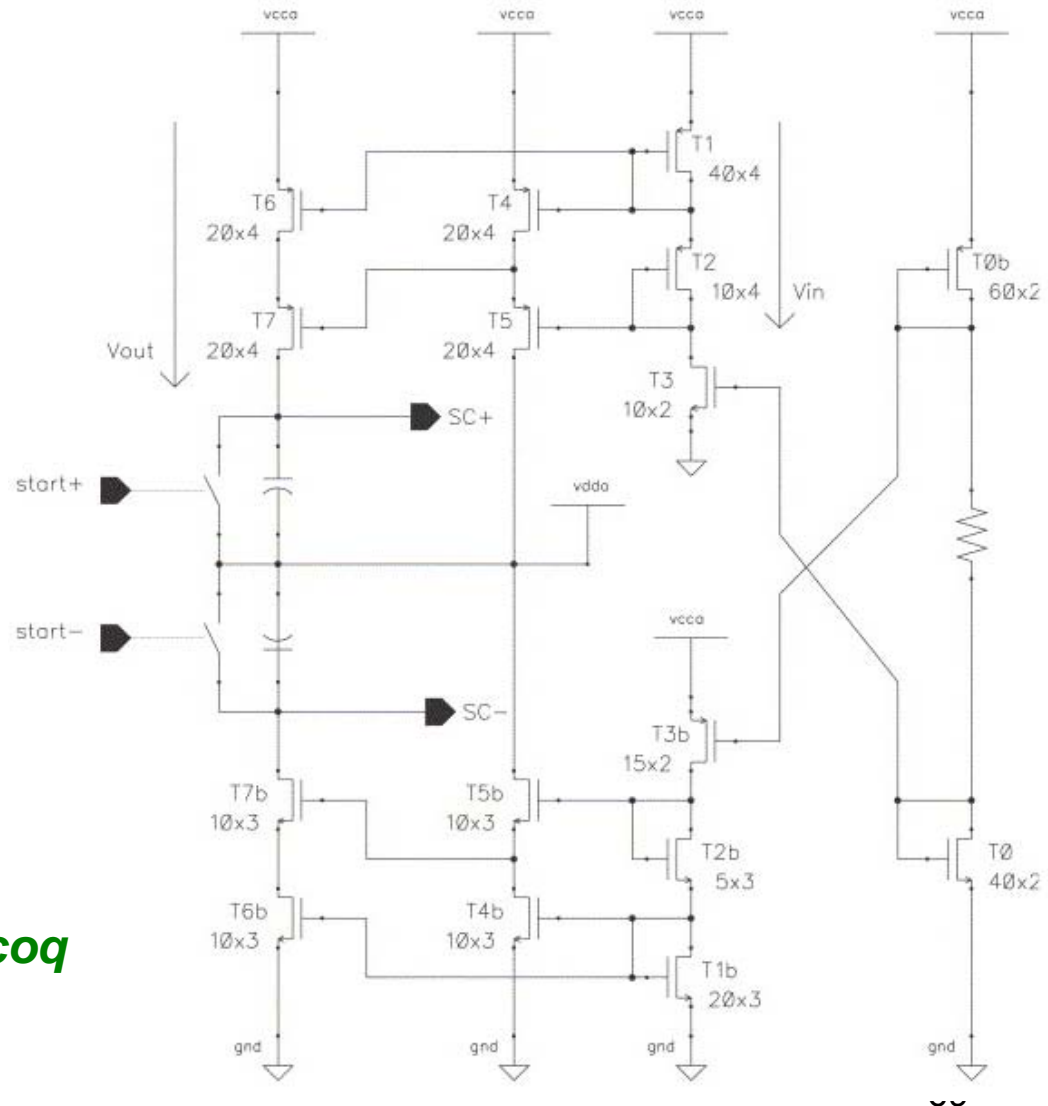 vcca vcca vcca vcca
T1
40x4
T6
20x4
T4
20x4
T2
10x4
T0b
60x2
Vin
T7
20x4
T5
20x4
Vout
T3
10x2
SC+
start+
vdda
start-
vcca
SC-
T3b
15x2
T7b
10x3
T5b
10x3
T2b
5x3
T0
40x2
T6b
10x3
T4b
10x3
coq
T1b
20x3
gnd gnd gnd gnd